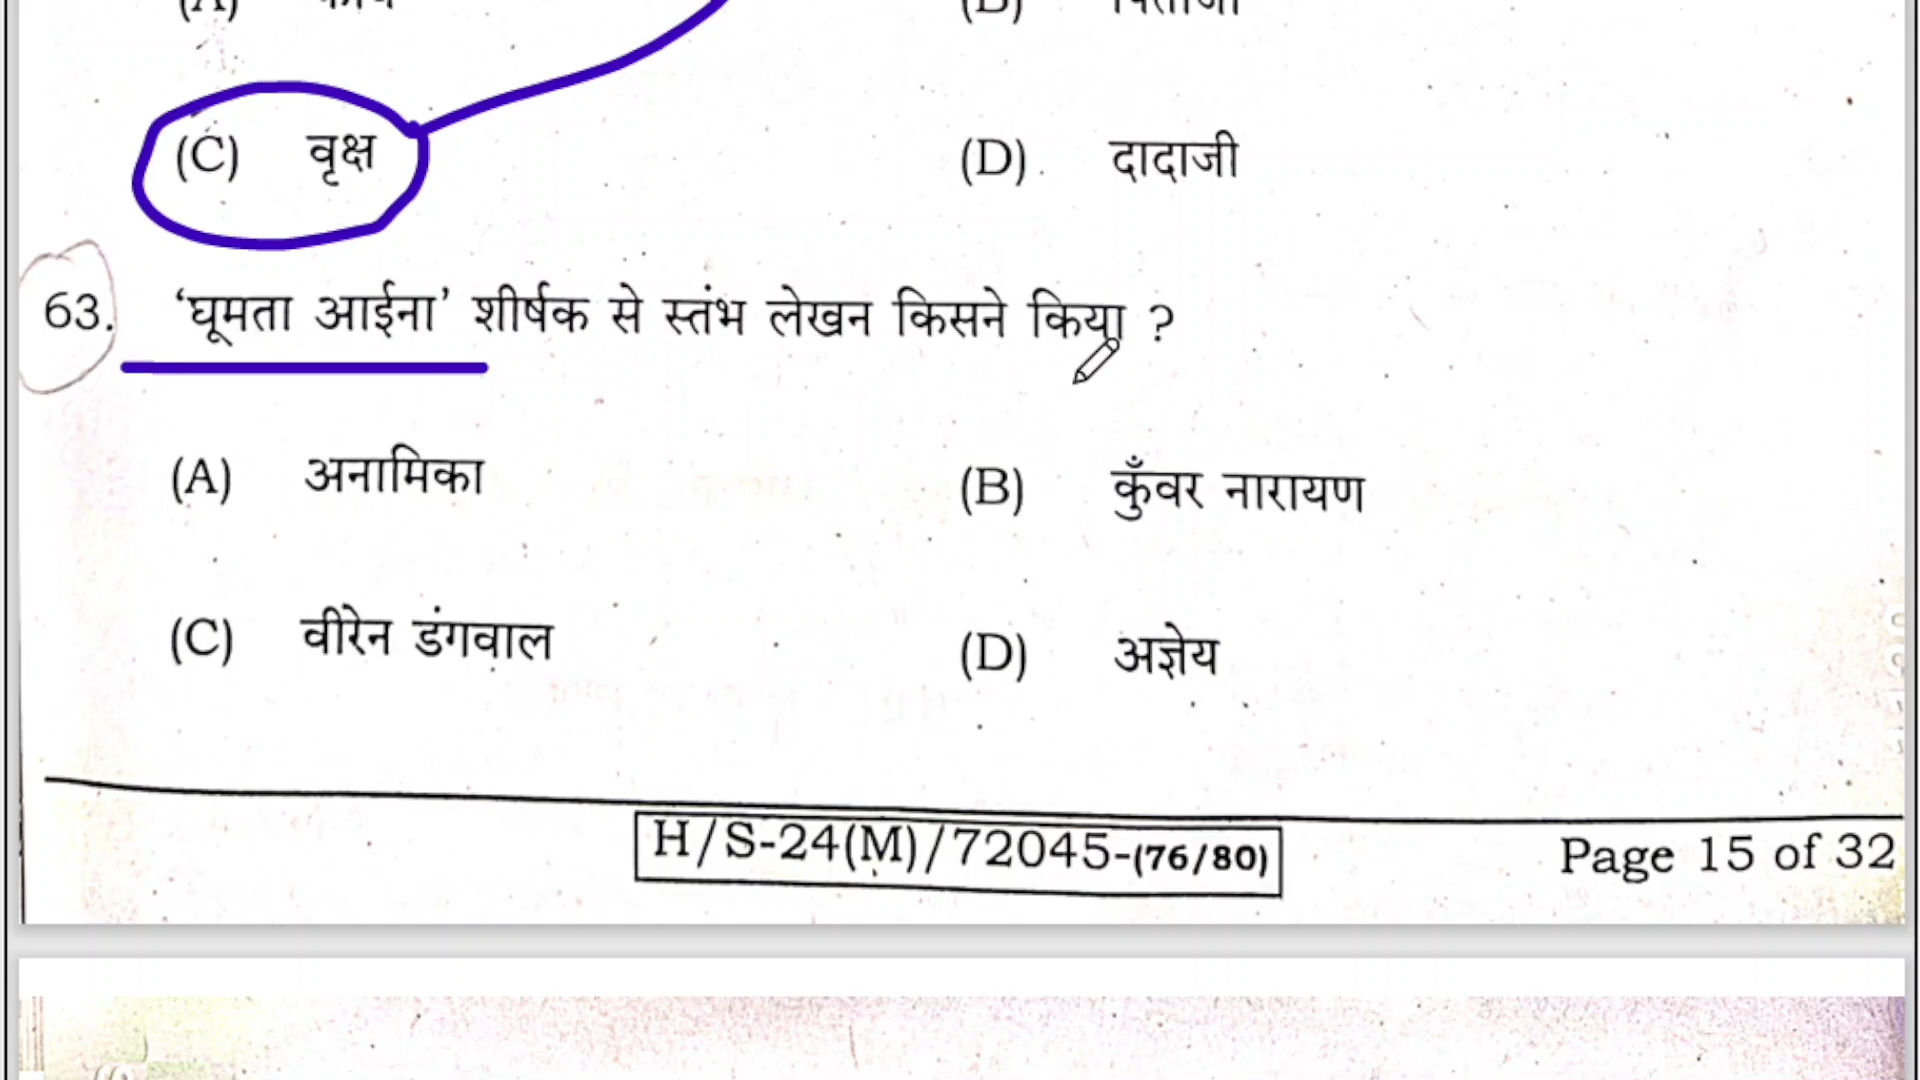 (C) वृक्ष
(D) दादाजी
63. ‘घूमता आईना’ शीर्षक से स्तंभ लेखन किसने किया ?
(A) अनामिका
(B) कुँवर नारायण
(C) वीरेन डंगवाल
(D) अज्ञेय
H/S-24(M)/72045-(76/80)
Page 15 of 32